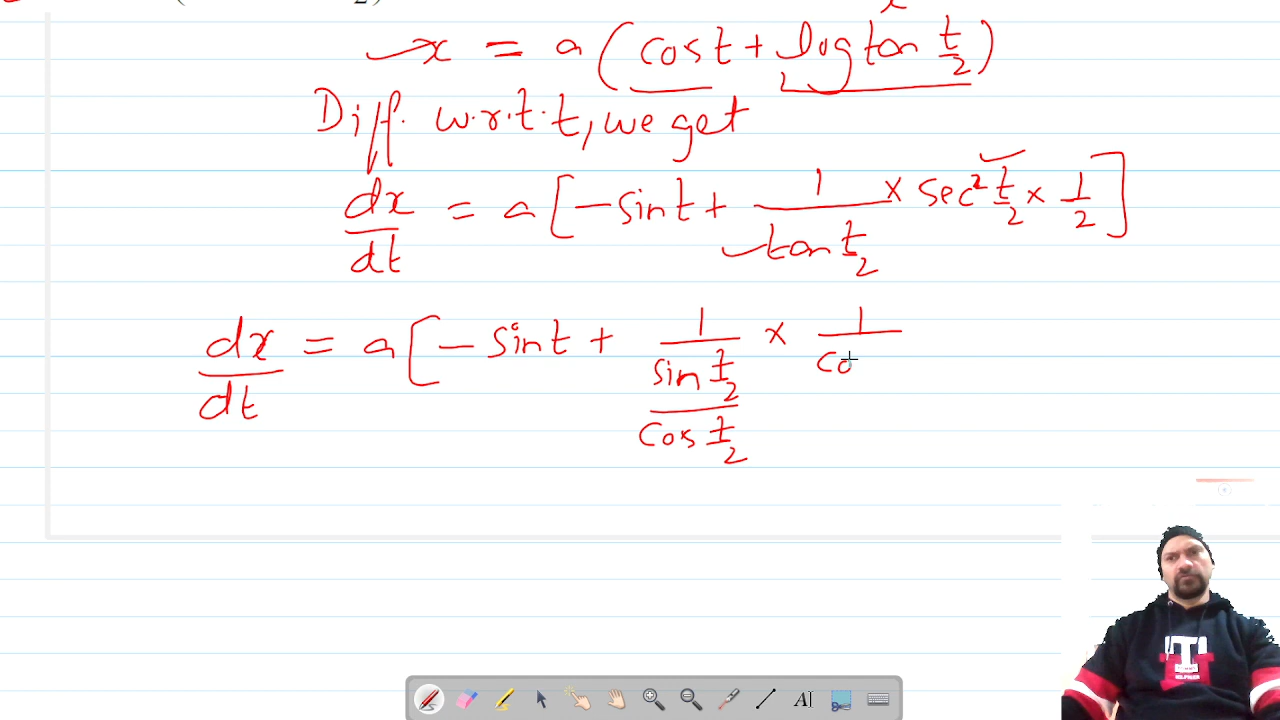 x = a(cos t + log tan t/2)
Diff. w.r.t. t, we get
dx/dt = a[-sin t + 1/(tan t/2) × sec² t/2 × 1/2]
dx/dt = a[-sin t + 1/((sin t/2)/(cos t/2)) × 1/co